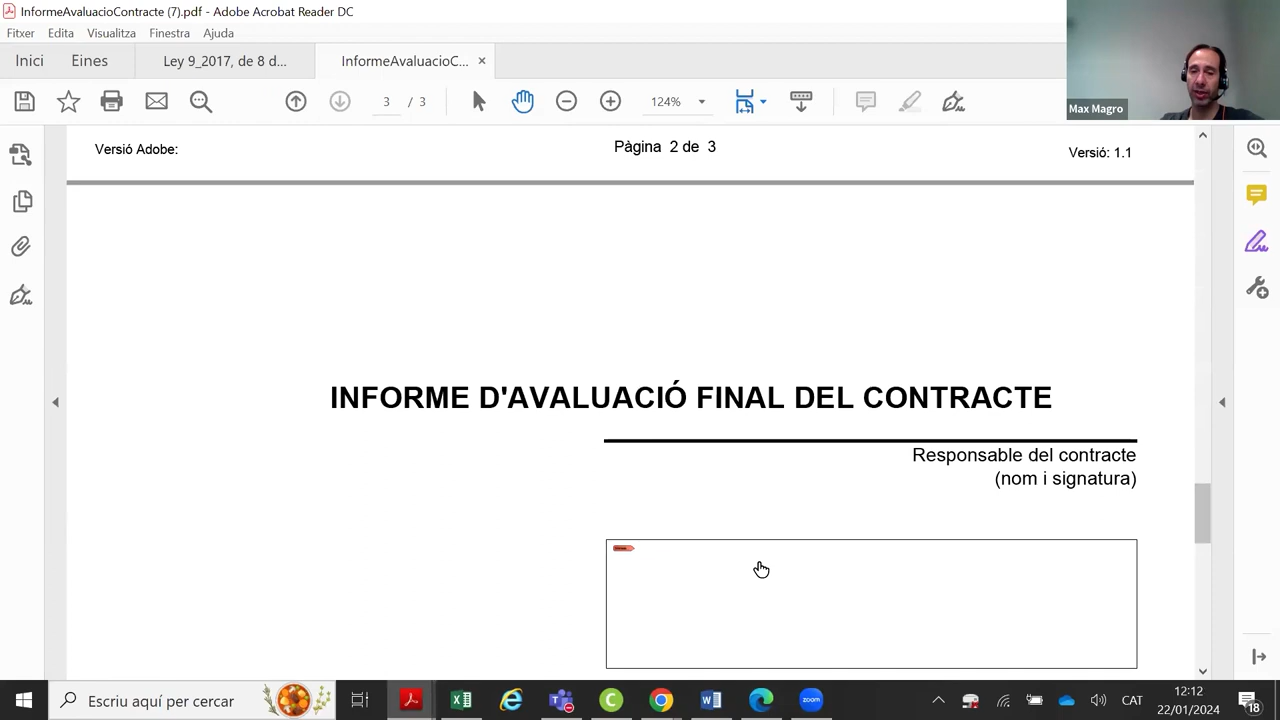 InformeAvaluacioContracte (7).pdf - Adobe Acrobat Reader DC
Fitxer Edita Visualitza Finestra Ajuda
Inici Eines Ley 9_2017, de 8 d... InformeAvaluacioC... ×
3 / 3 124%
Max Magro
Versió Adobe: Pàgina 2 de 3 Versió: 1.1
INFORME D'AVALUACIÓ FINAL DEL CONTRACTE
Responsable del contracte
(nom i signatura)
Escriu aquí per cercar
zoom
CAT
12:12
22/01/2024
18